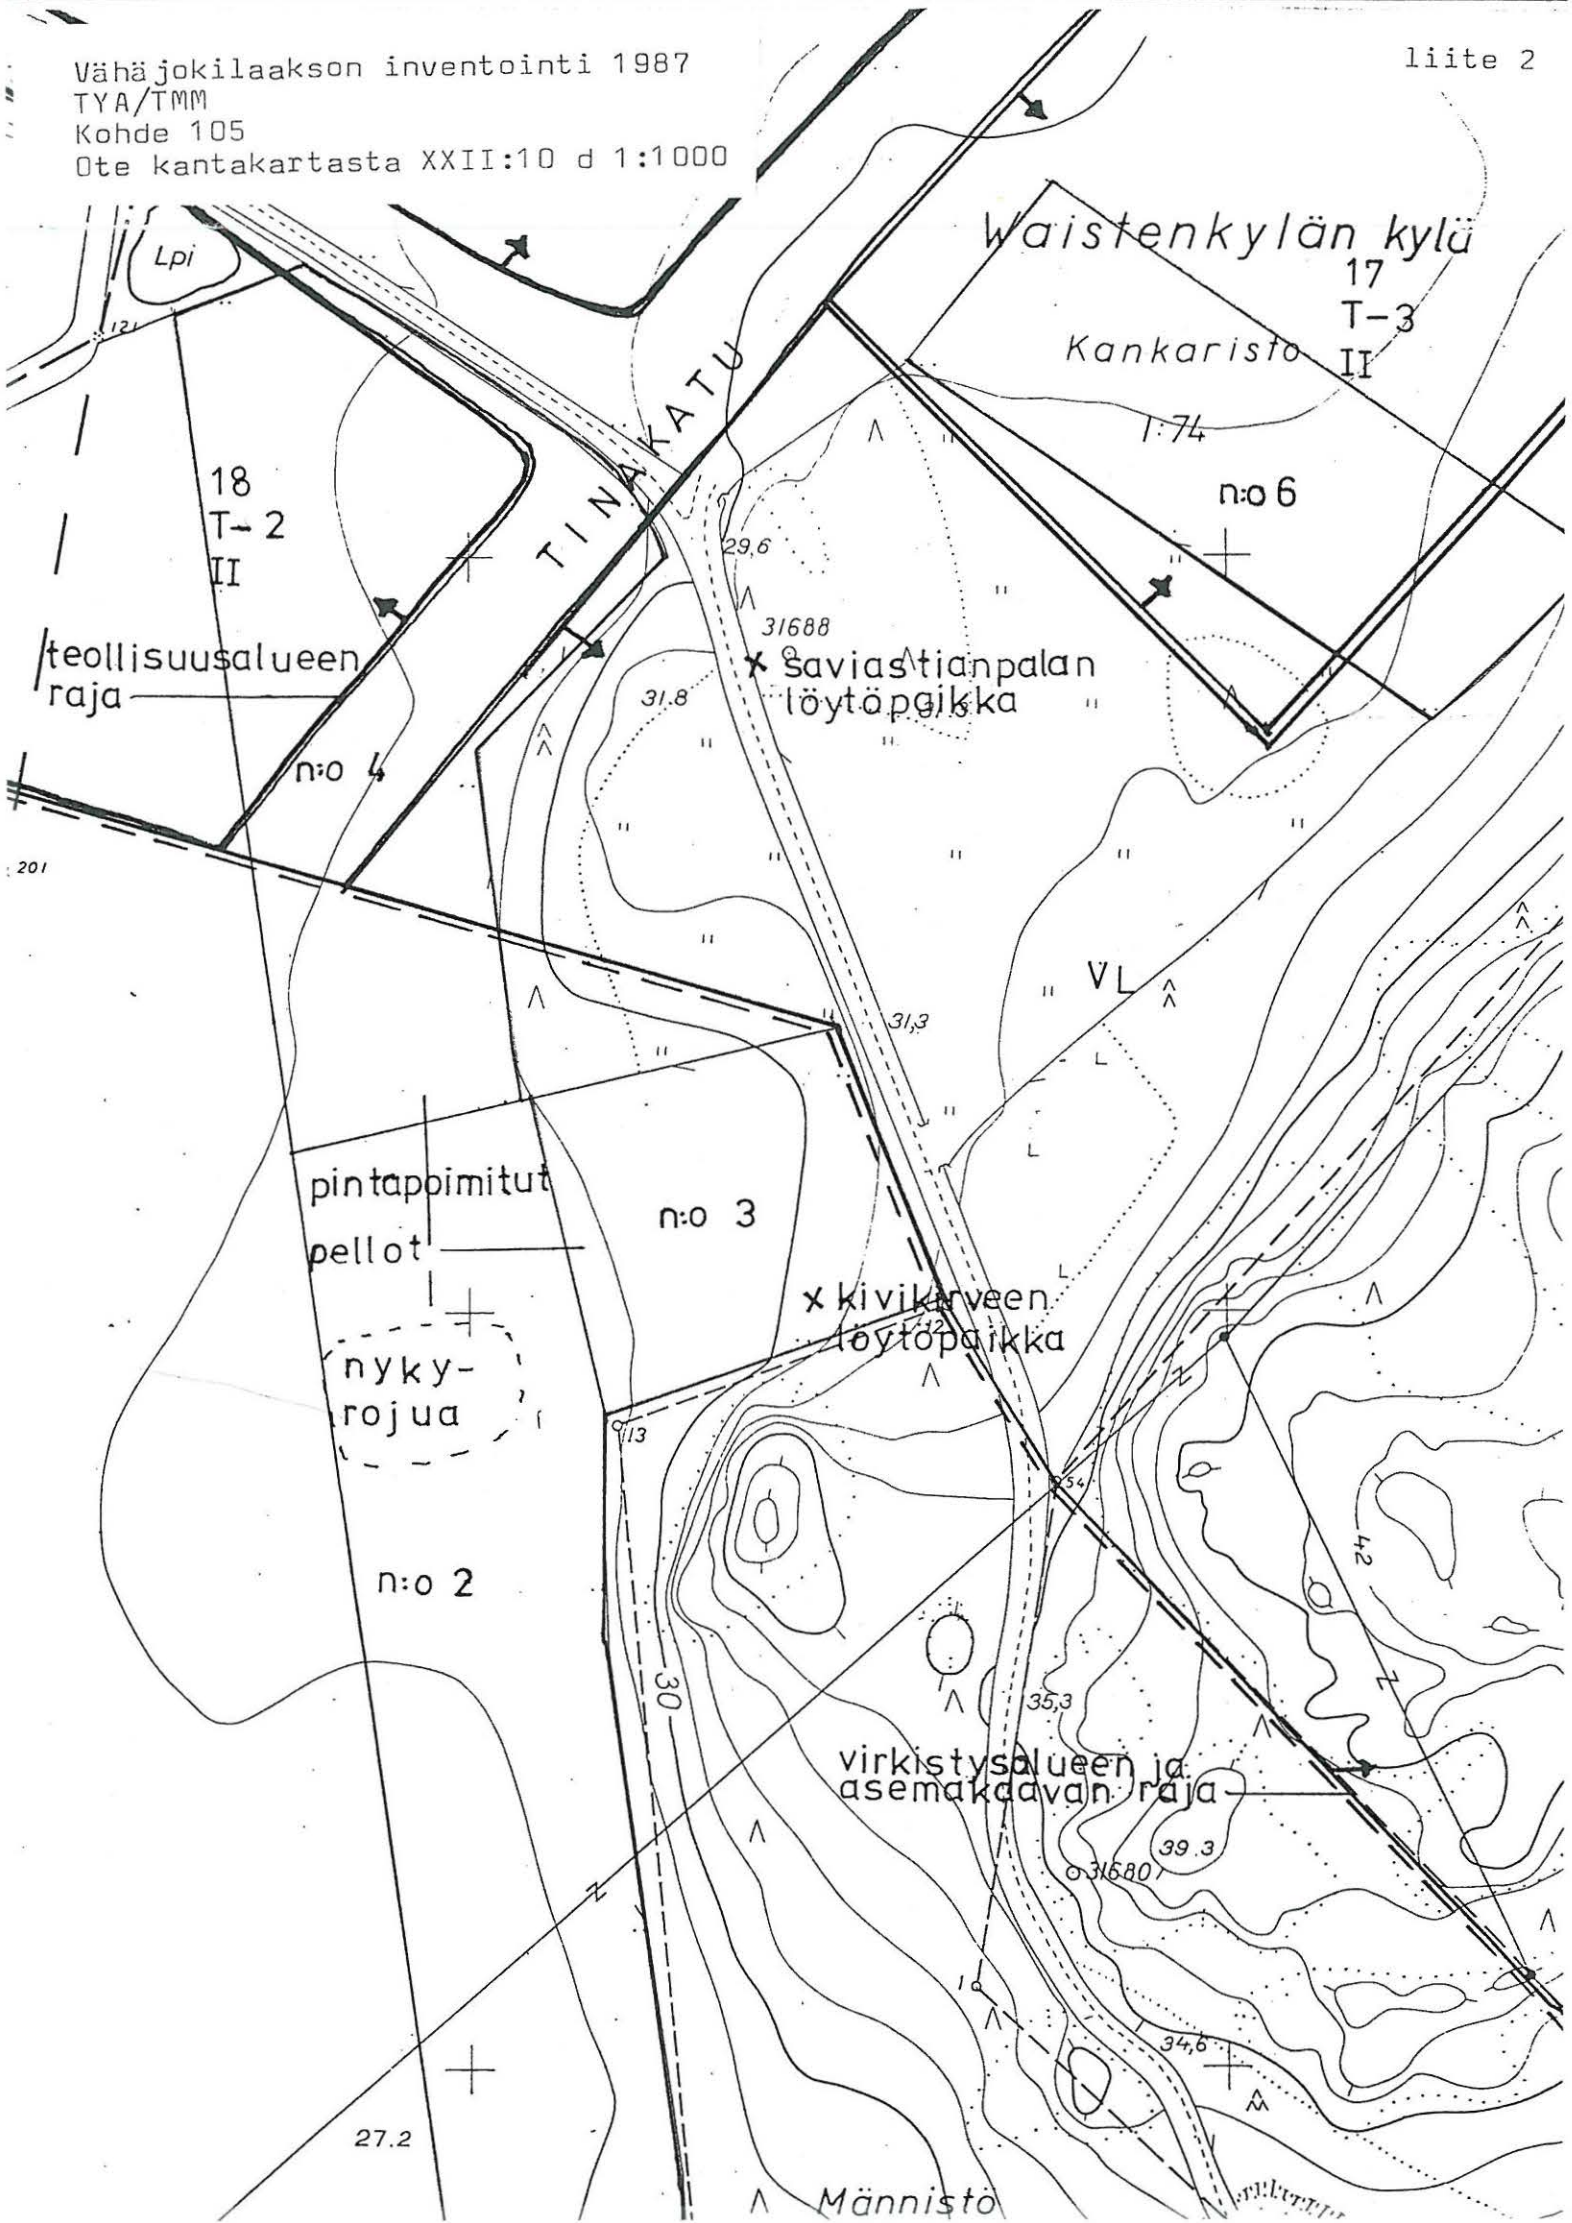 Vähäjokilaakson inventointi 1987
TYA/TMM
Kohde 105
Ote kantakartasta XXII:10 d 1:1000
liite 2
Lpi
121
Waistenkylän kylä
17
T-3
II
Kankaristo
1:74
n:o 6
TINAKATU
18
T-2
II
29,6
31688
x saviastianpalan
löytöpaikka
31.8
teollisuusalueen
raja
n:o 4
201
VL
31,3
pintapoimitut
pellot
n:o 3
x kivikirveen
löytöpaikka
12
nyky-
rojua
113
54
42
n:o 2
30
35,3
virkistysalueen ja
asemakaavan raja
39.3
31680
1
34,6
27.2
Männistö